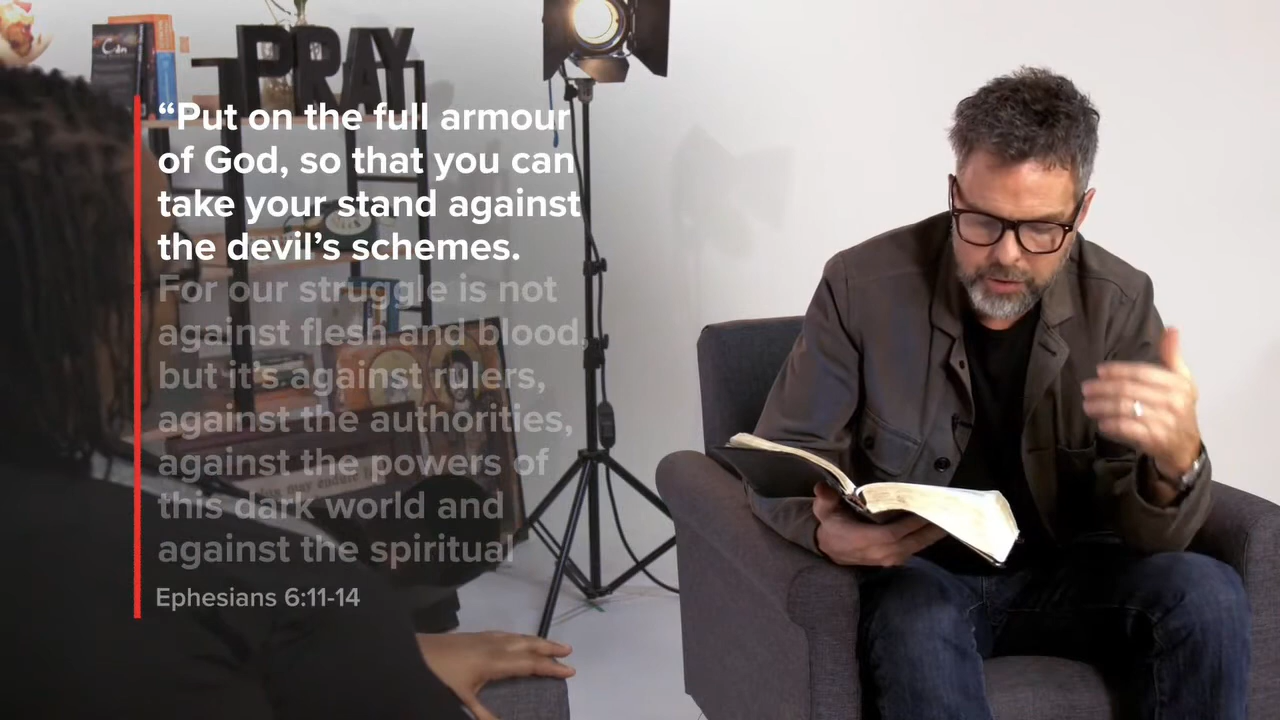 PRAY
“Put on the full armour
of God, so that you can
take your stand against
the devil’s schemes.
For our struggle is not
against flesh and blood,
but it’s against rulers,
against the authorities,
against the powers of
this dark world and
against the spiritual
Ephesians 6:11-14